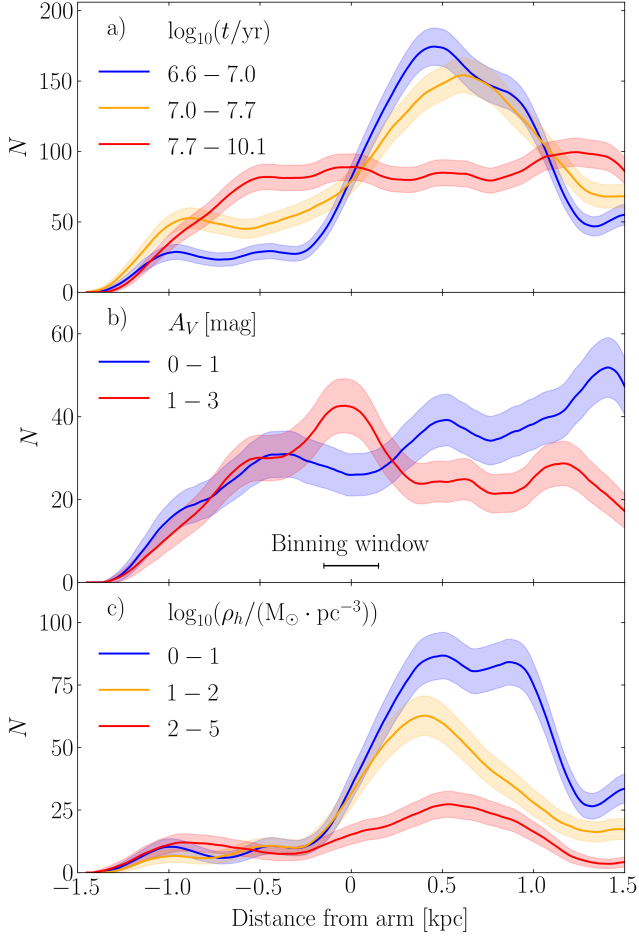 a) log₁₀(t/yr)
6.6 − 7.0
7.0 − 7.7
7.7 − 10.1
N
200
150
100
50
0
b) A_V [mag]
0 − 1
1 − 3
N
60
40
20
0
Binning window
c) log₁₀(ρ_h/(M_⊙ · pc⁻³))
0 − 1
1 − 2
2 − 5
N
100
75
50
25
0
−1.5 −1.0 −0.5 0 0.5 1.0 1.5
Distance from arm [kpc]